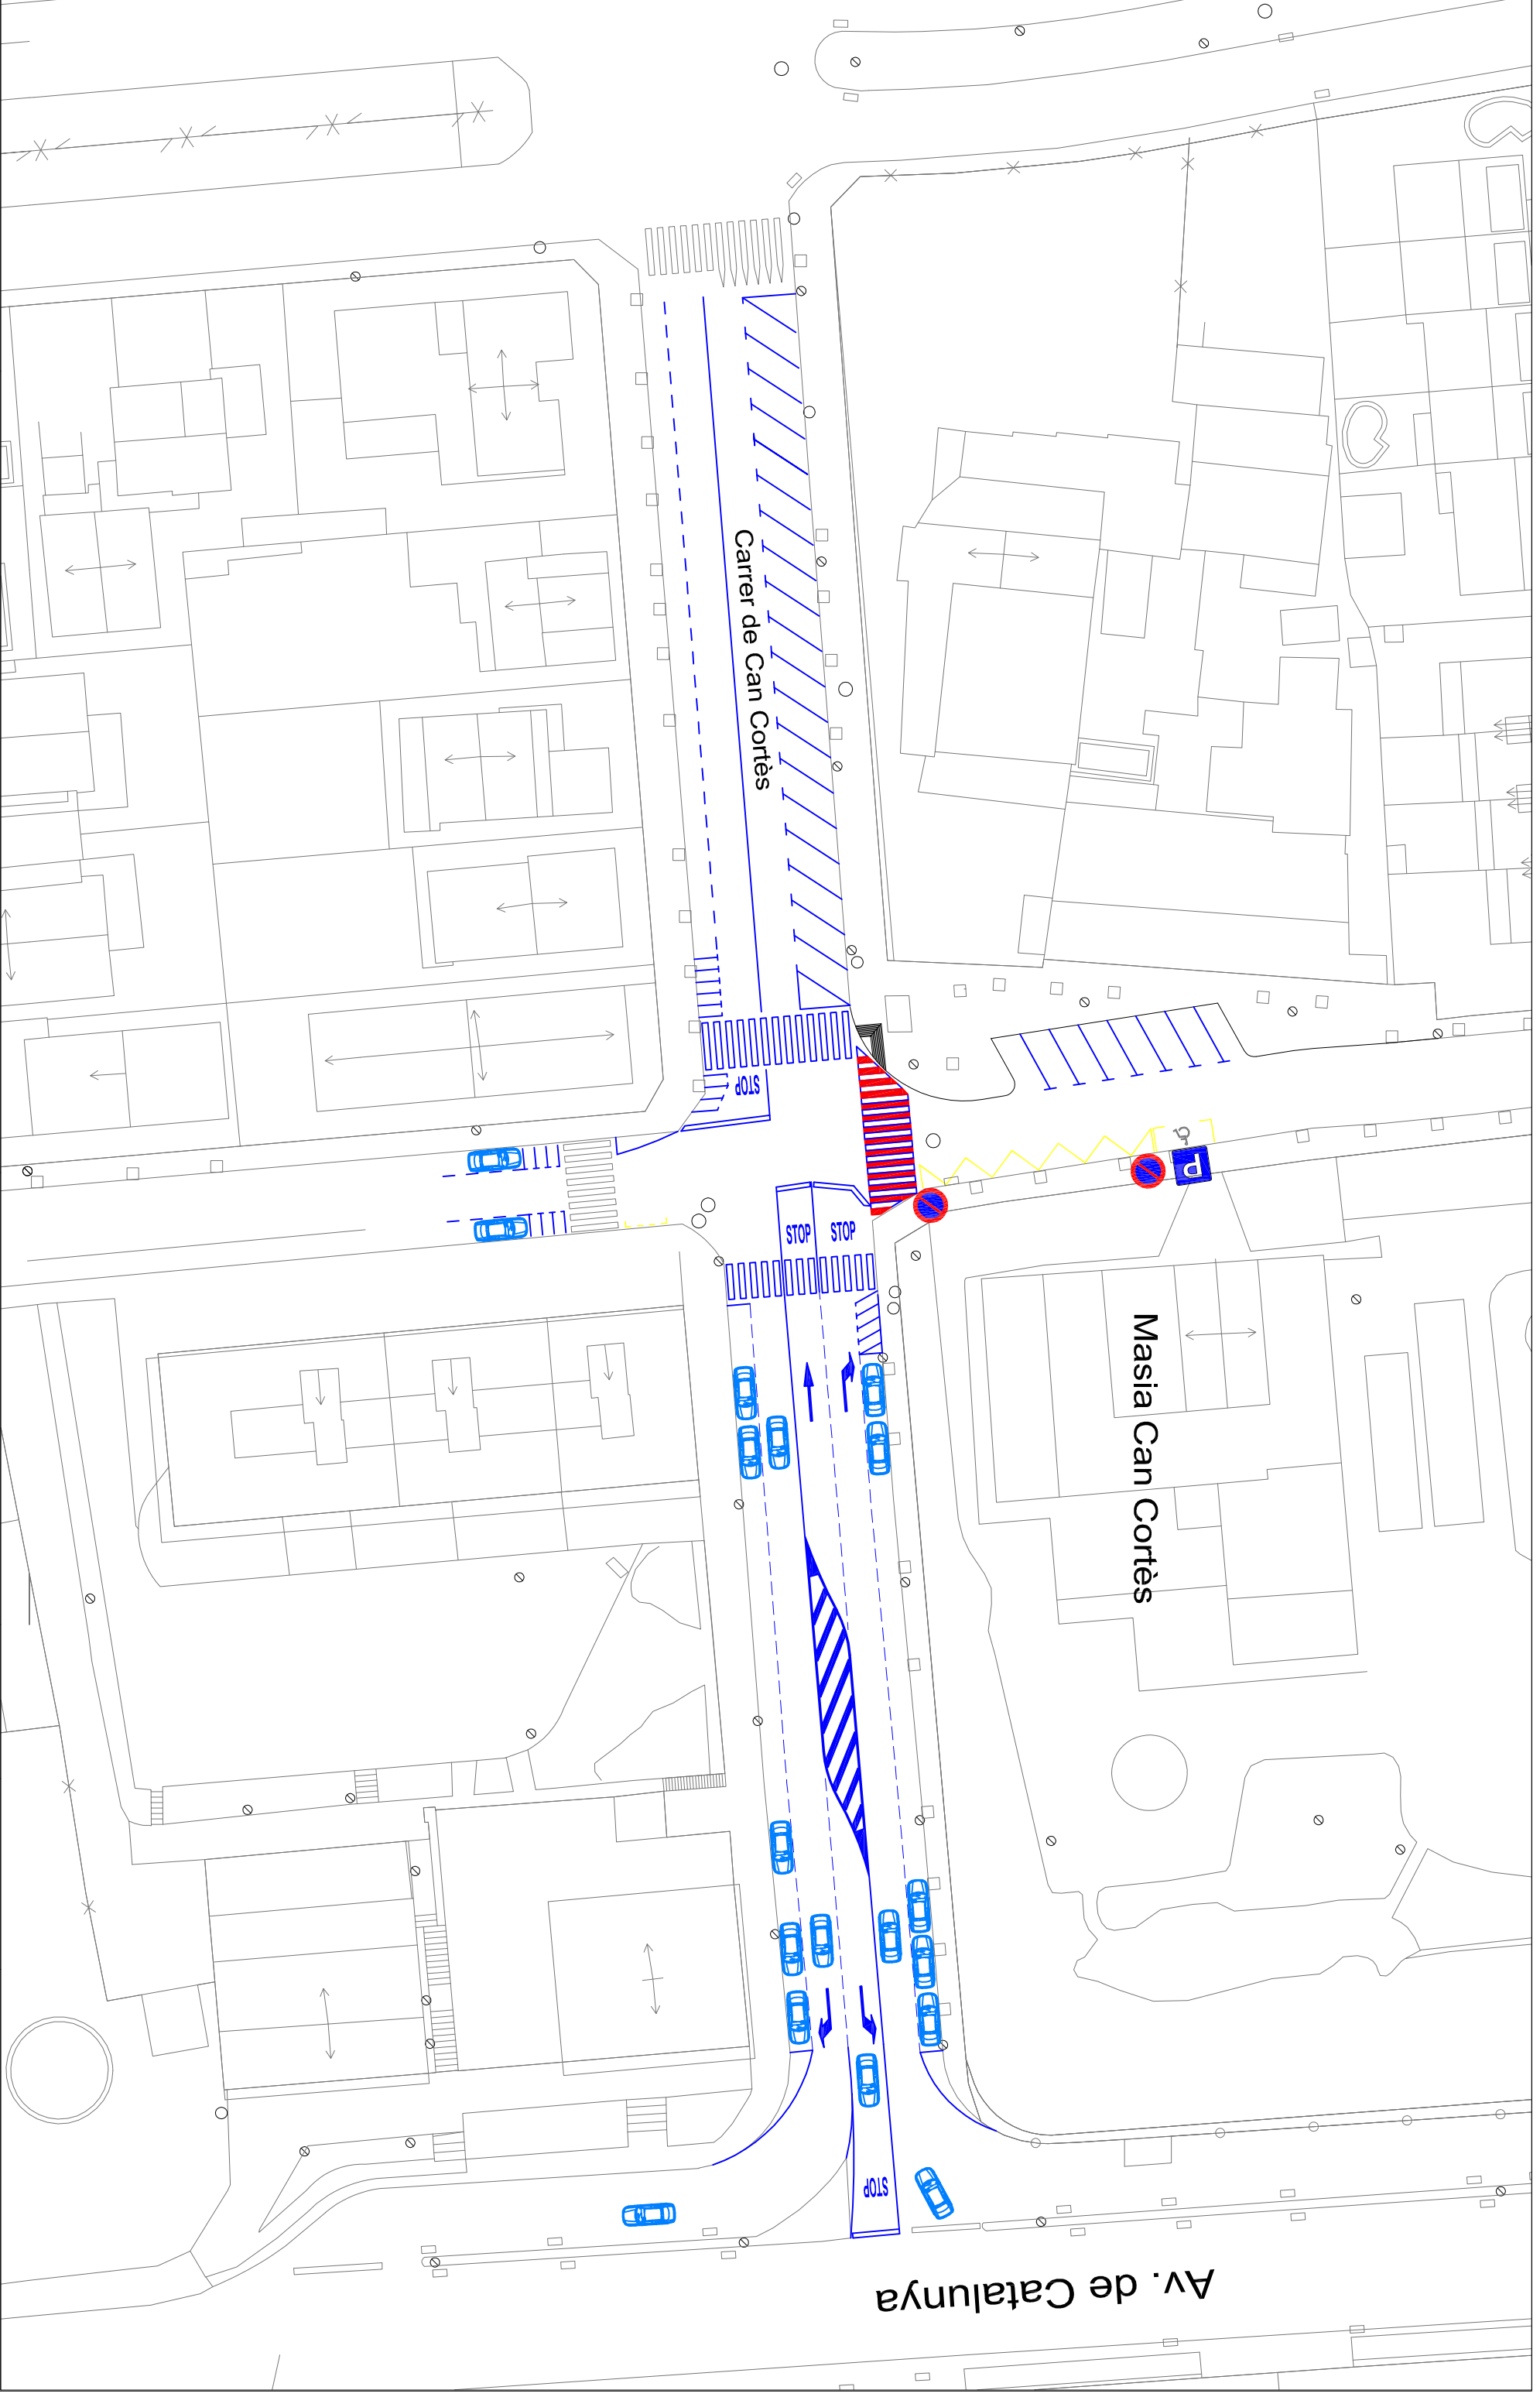 Carrer de Can Cortès
STOP
STOP
STOP
P
Masia Can Cortès
STOP
Av. de Catalunya